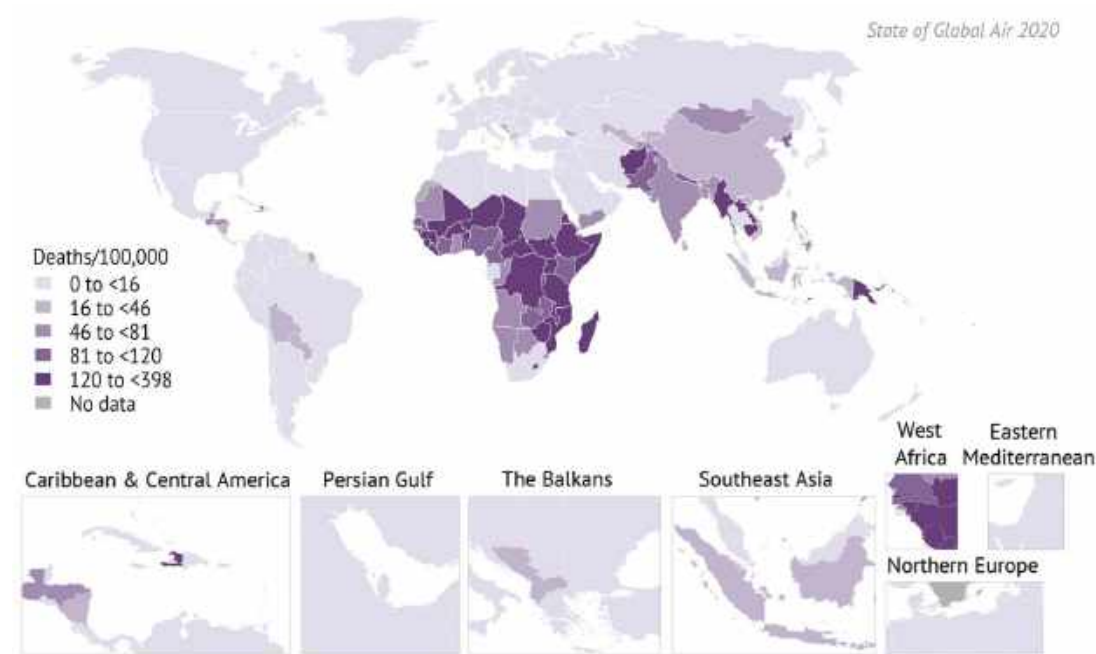 State of Global Air 2020
Deaths/100,000
0 to <16
16 to <46
46 to <81
81 to <120
120 to <398
No data
West
Africa
Eastern
Mediterranean
Caribbean & Central America
Persian Gulf
The Balkans
Southeast Asia
Northern Europe